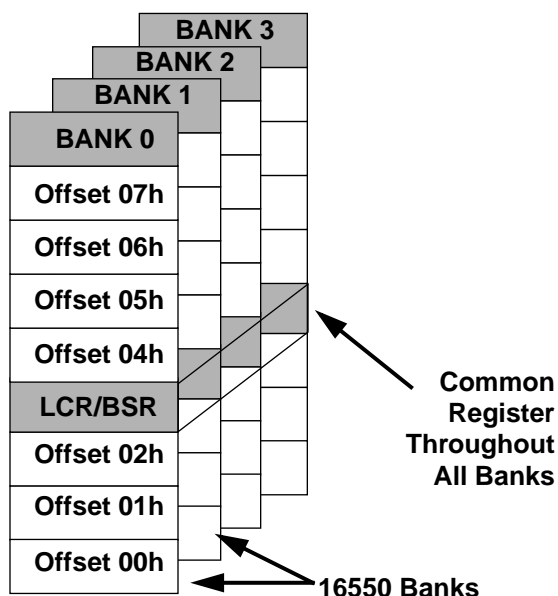 BANK 3
BANK 2
BANK 1
BANK 0
Offset 07h
Offset 06h
Offset 05h
Offset 04h
LCR/BSR
Offset 02h
Offset 01h
Offset 00h
Common
Register
Throughout
All Banks
16550 Banks